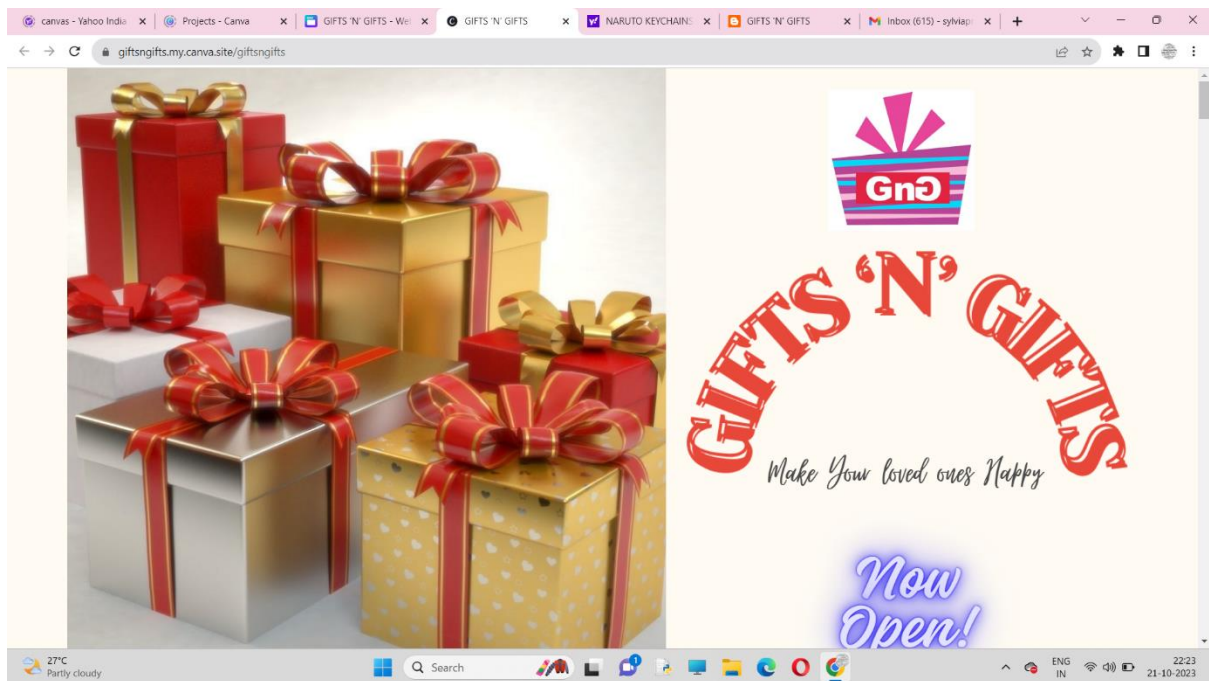 canvas - Yahoo India
Projects - Canva
GIFTS 'N' GIFTS - We
GIFTS 'N' GIFTS
NARUTO KEYCHAINS
GIFTS 'N' GIFTS
Inbox (615) - sylviap
giftsngifts.my.canva.site/giftsngifts
GnG
GIFTS 'N' GIFTS
Make Your loved ones Happy
Now
Open!
27°C
Partly cloudy
Search
ENG
IN
22:23
21-10-2023